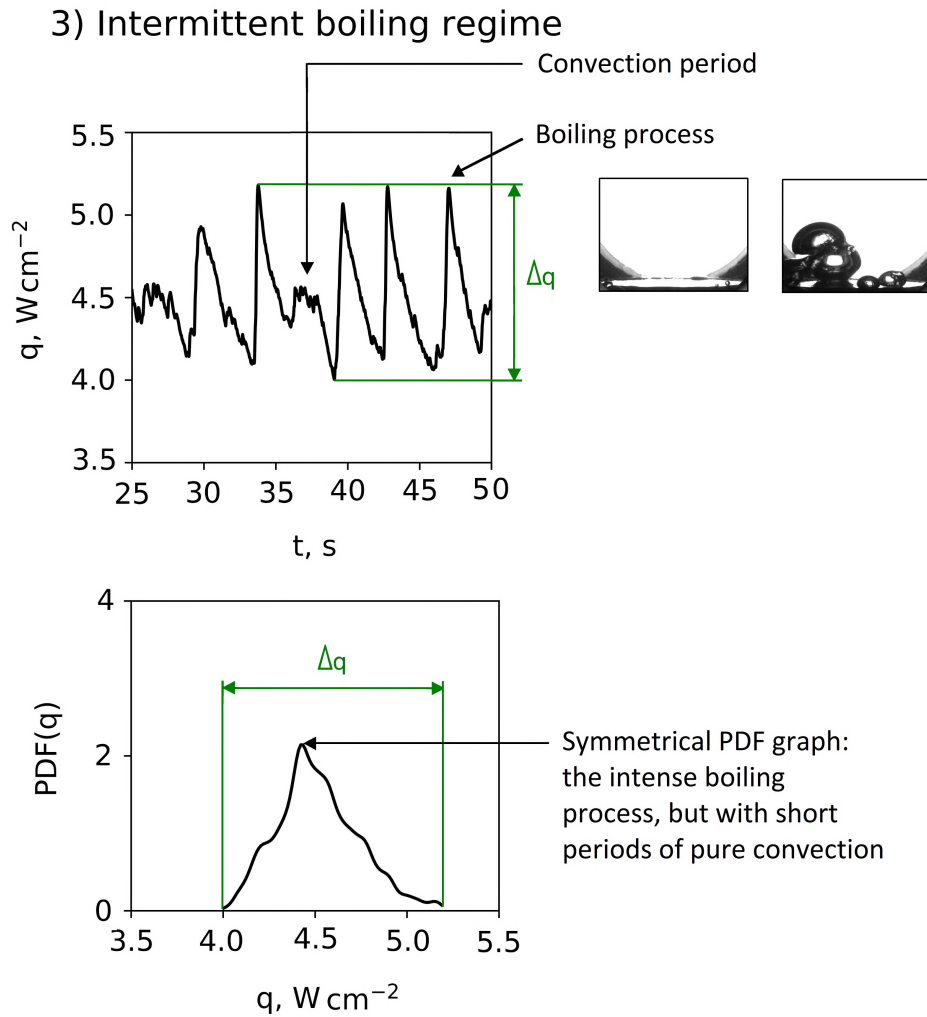 3) Intermittent boiling regime
Convection period
Boiling process
5.5
5.0
4.5
4.0
3.5
q, W cm⁻²
Δq
25 30 35 40 45 50
t, s
4
2
0
PDF(q)
Δq
Symmetrical PDF graph:
the intense boiling
process, but with short
periods of pure convection
3.5 4.0 4.5 5.0 5.5
q, W cm⁻²